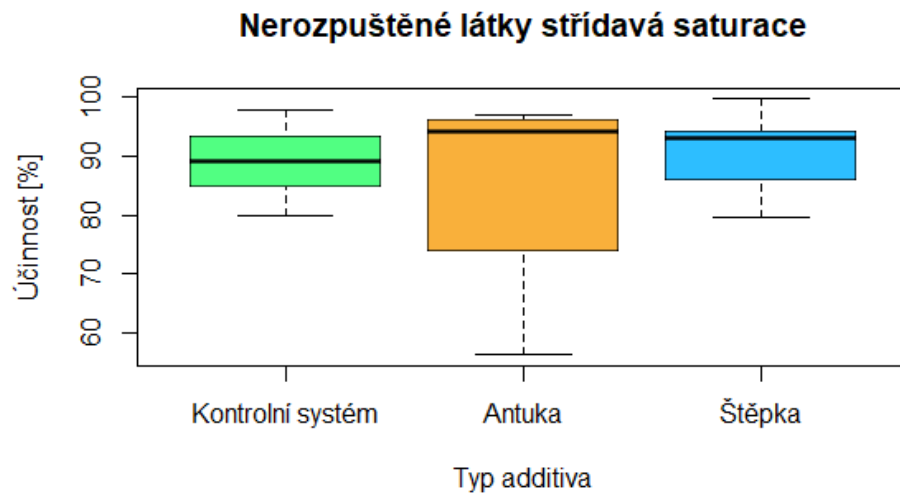 Nerozpuštěné látky střídavá saturace
Účinnost [%]
100
90
80
70
60
Kontrolní systém
Antuka
Štěpka
Typ additiva